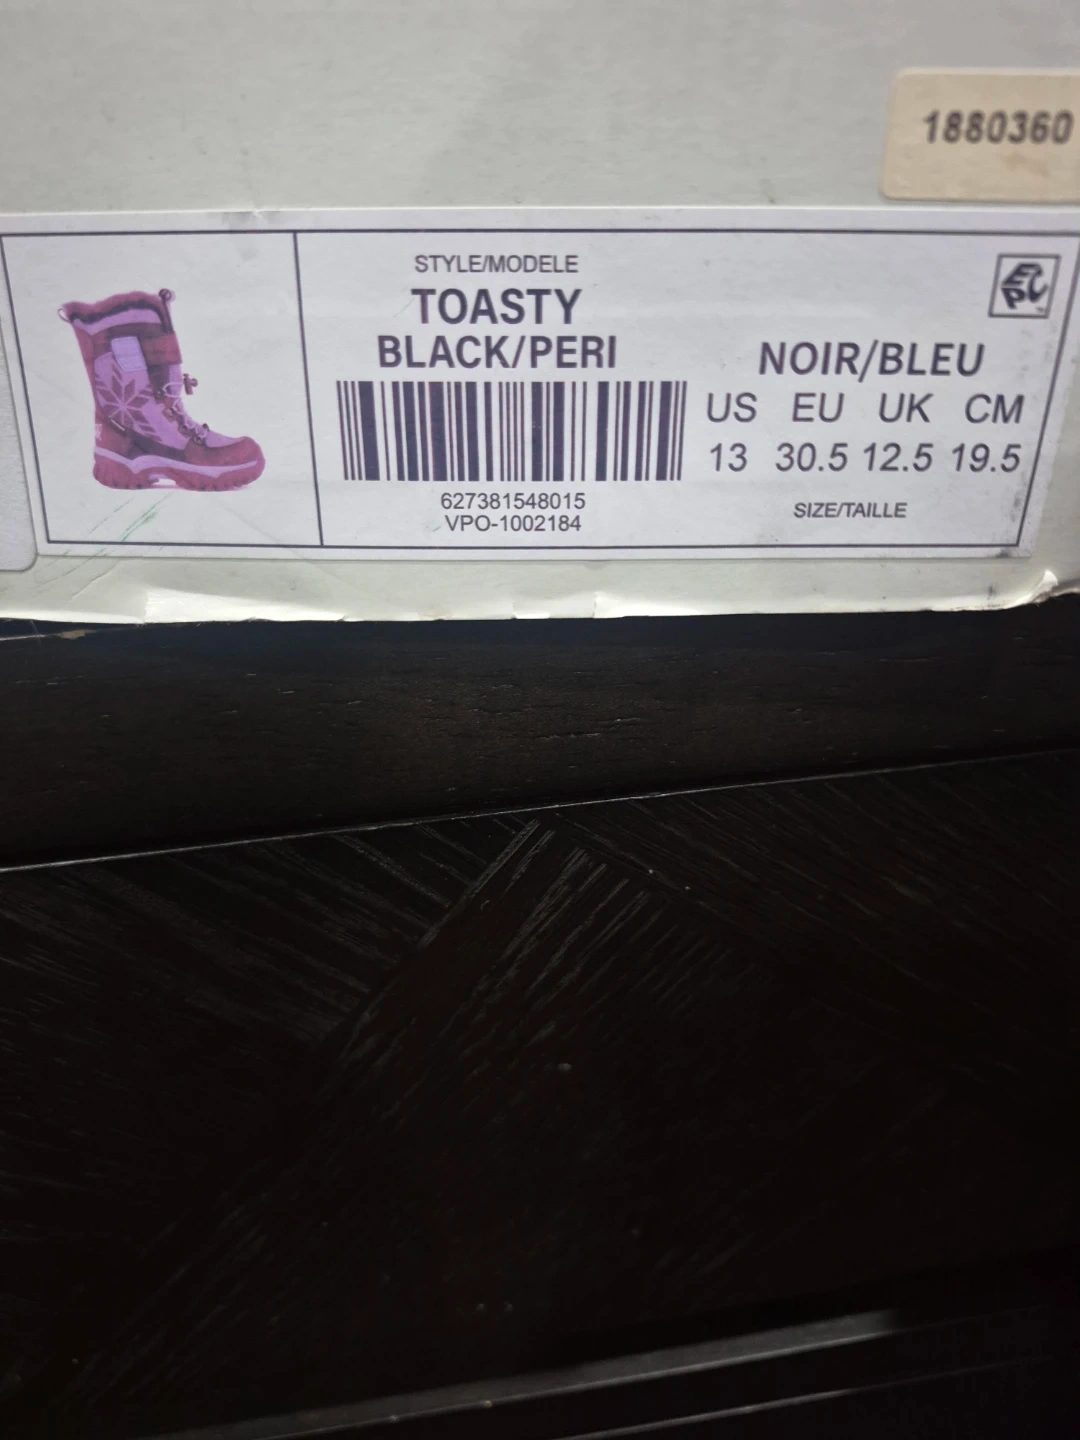 1880360
STYLE/MODELE
TOASTY
BLACK/PERI
NOIR/BLEU
US EU UK CM
13 30.5 12.5 19.5
627381548015
VPO-1002184
SIZE/TAILLE